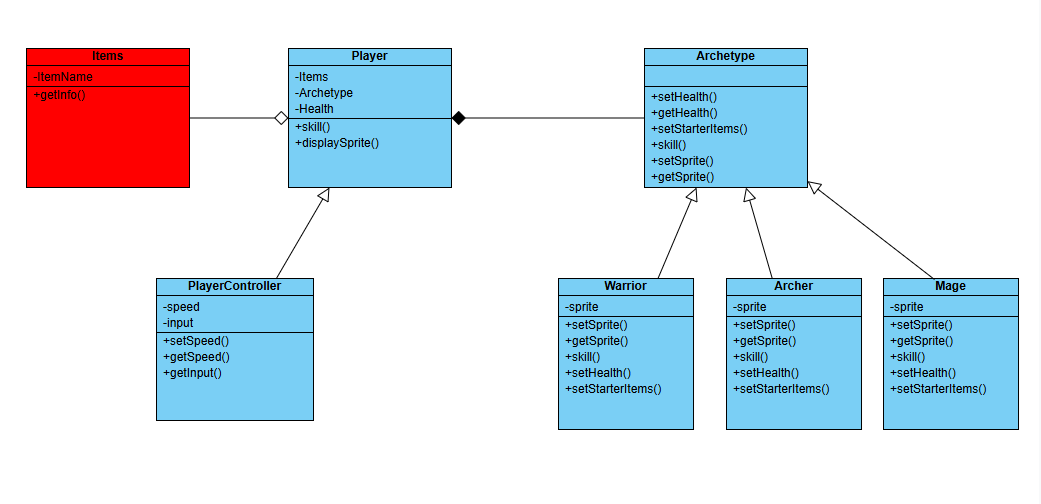 Items
-ItemName
+getInfo()
Player
-Items
-Archetype
-Health
+skill()
+displaySprite()
Archetype
+setHealth()
+getHealth()
+setStarterItems()
+skill()
+setSprite()
+getSprite()
PlayerController
-speed
-input
+setSpeed()
+getSpeed()
+getInput()
Warrior
-sprite
+setSprite()
+getSprite()
+skill()
+setHealth()
+setStarterItems()
Archer
-sprite
+setSprite()
+getSprite()
+skill()
+setHealth()
+setStarterItems()
Mage
-sprite
+setSprite()
+getSprite()
+skill()
+setHealth()
+setStarterItems()